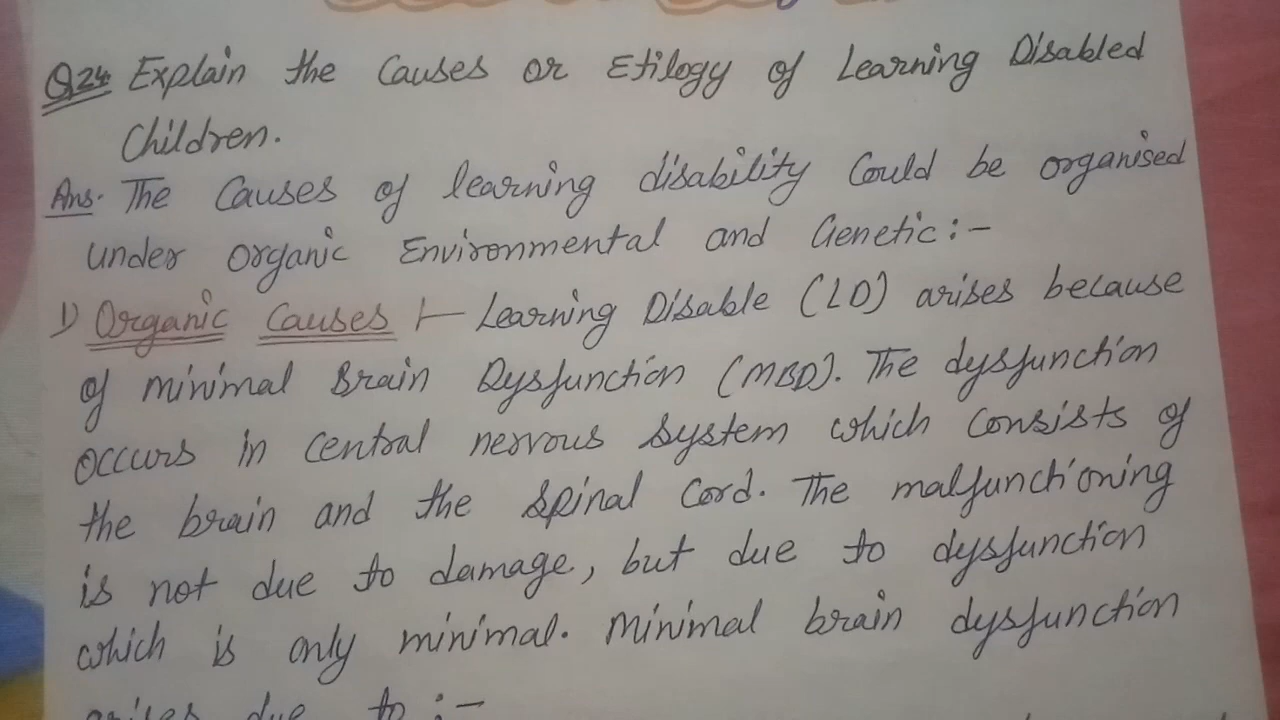 Q24 Explain the Causes or Etilogy of Learning Disabled
Children.
Ans. The Causes of learning disability Could be organised
under organic Environmental and Genetic:-
1) Organic Causes :- Learning Disable (LD) arises because
of minimal Brain Dysfunction (MBD). The dysfunction
occurs in central nervous system which consists of
the brain and the spinal Cord. The malfunctioning
is not due to damage, but due to dysfunction
which is only minimal. Minimal brain dysfunction
arises due to :-